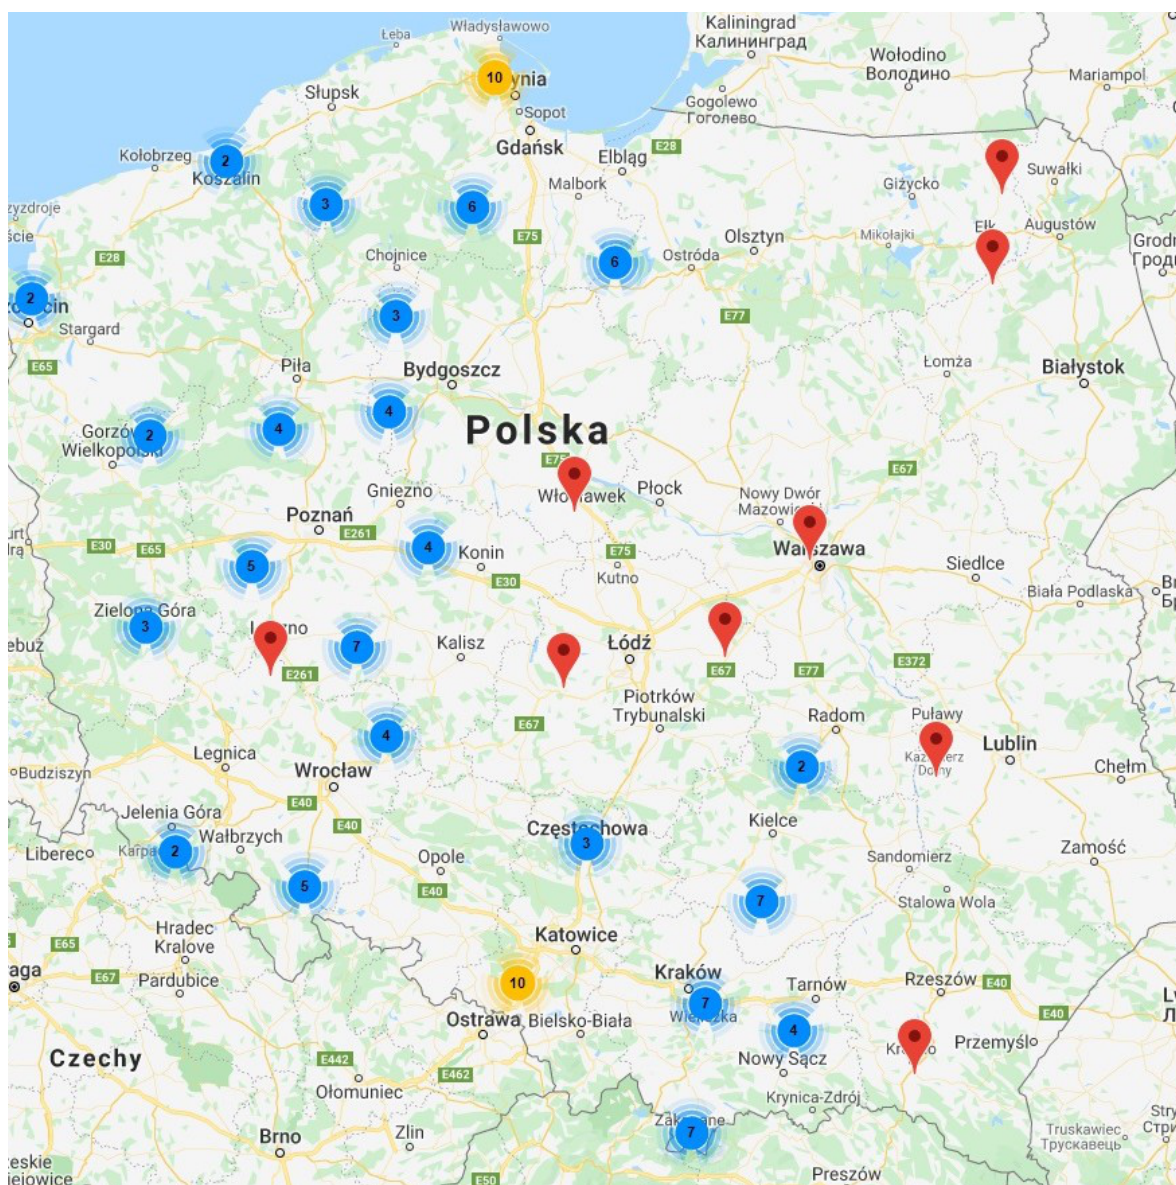 Władysławowo
Kaliningrad
Калининград
Łeba
Wołodino
Володино
10
Mariampol
Słupsk
Sopot
Gogolewo
Гоголево
Gdańsk
E28
Kołobrzeg
2
Koszalin
Elbląg
Malbork
Giżycko
Suwałki
3
6
Ełk
Augustów
E75
Olsztyn
Mikołajki
E28
Chojnice
6
Ostróda
2
3
E77
Stargard
E65
Piła
Bydgoszcz
Łomża
Białystok
4
4
2
Wielkopolski
Polska
E75
E67
Gniezno
Płock
Nowy Dwór
Poznań
E261
E30
E65
4
Konin
E75
Warszawa
Siedlce
5
E30
Kutno
Biała Podlaska
Zielona Góra
3
7
Kalisz
Łódź
E67
E77
E372
E261
Piotrków
Trybunalski
E67
Radom
Puławy
4
Lublin
Legnica
2
Budziszyn
Wrocław
Chełm
E40
Jelenia Góra
E40
Kielce
Wałbrzych
Częstochowa
3
Liberec
2
Opole
Sandomierz
Zamość
E40
5
7
Stalowa Wola
Hradec
Kralove
E65
Katowice
E67
Pardubice
10
Kraków
Tarnów
Rzeszów
E40
7
E40
Ostrawa
Bielsko-Biała
4
Przemyśl
Czechy
E442
Nowy Sącz
E462
Ołomuniec
Krynica-Zdrój
7
Brno
Zlin
Truskawiec
Трускавець
E50
Preszów